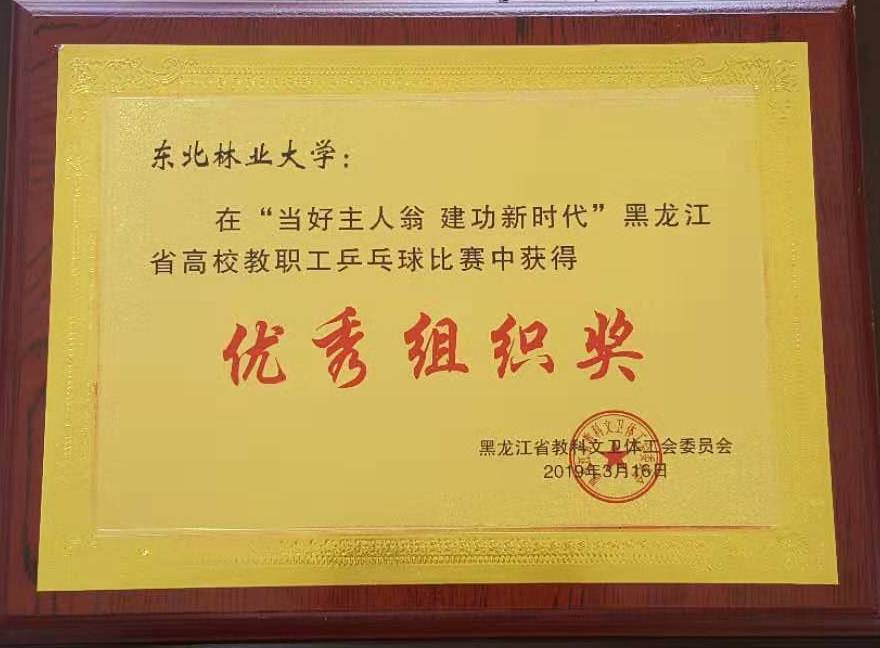 东北林业大学：
在“当好主人翁 建功新时代”黑龙江
省高校教职工乒乓球比赛中获得
优秀组织奖
黑龙江省教科文卫体工会委员会
2019年3月16日